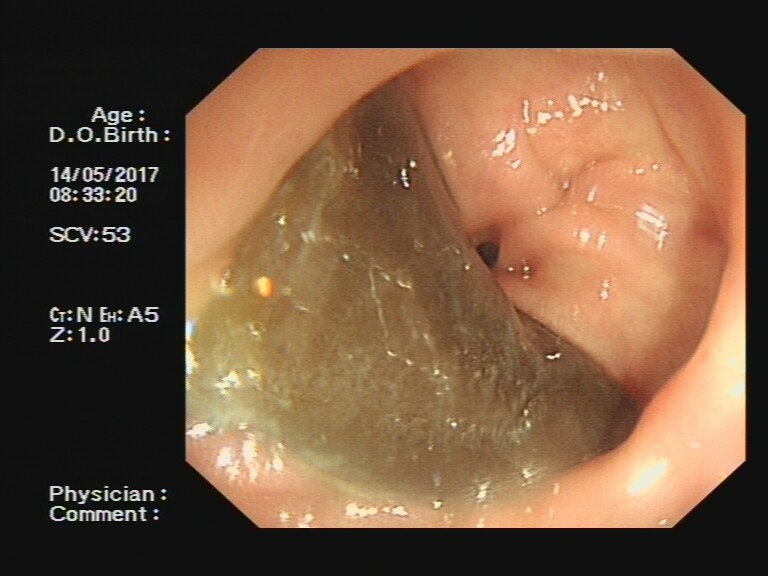 Age:
D.O.Birth:
14/05/2017
08:33:20
SCV:53
CT:N EH:A5
Z:1.0
Physician:
Comment: